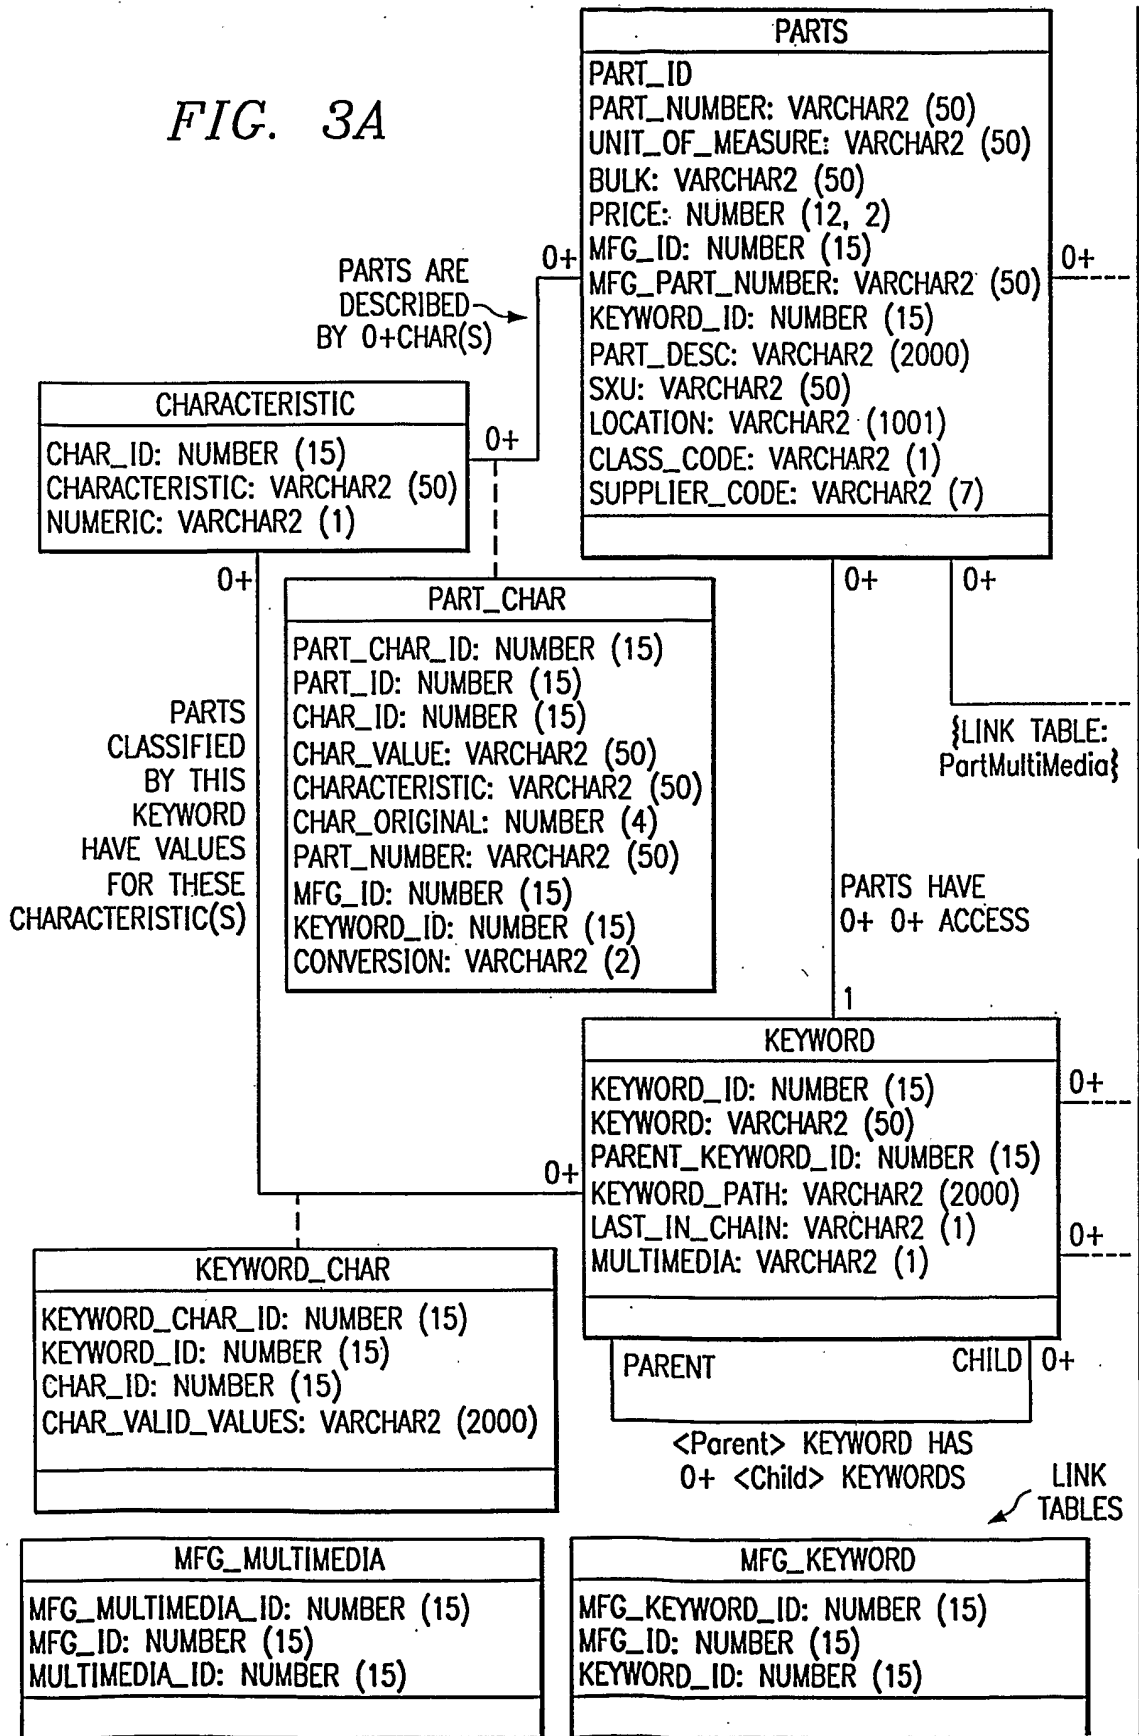 FIG. 3A
PARTS
PART_ID
PART_NUMBER: VARCHAR2 (50)
UNIT_OF_MEASURE: VARCHAR2 (50)
BULK: VARCHAR2 (50)
PRICE: NUMBER (12, 2)
MFG_ID: NUMBER (15)
MFG_PART_NUMBER: VARCHAR2 (50)
KEYWORD_ID: NUMBER (15)
PART_DESC: VARCHAR2 (2000)
SXU: VARCHAR2 (50)
LOCATION: VARCHAR2 (1001)
CLASS_CODE: VARCHAR2 (1)
SUPPLIER_CODE: VARCHAR2 (7)
0+
0+
PARTS ARE
DESCRIBED
BY 0+CHAR(S)
CHARACTERISTIC
CHAR_ID: NUMBER (15)
CHARACTERISTIC: VARCHAR2 (50)
NUMERIC: VARCHAR2 (1)
0+
0+
0+
0+
PART_CHAR
PART_CHAR_ID: NUMBER (15)
PART_ID: NUMBER (15)
CHAR_ID: NUMBER (15)
CHAR_VALUE: VARCHAR2 (50)
CHARACTERISTIC: VARCHAR2 (50)
CHAR_ORIGINAL: NUMBER (4)
PART_NUMBER: VARCHAR2 (50)
MFG_ID: NUMBER (15)
KEYWORD_ID: NUMBER (15)
CONVERSION: VARCHAR2 (2)
PARTS
CLASSIFIED
BY THIS
KEYWORD
HAVE VALUES
FOR THESE
CHARACTERISTIC(S)
{LINK TABLE:
PartMultiMedia}
PARTS HAVE
0+ 0+ ACCESS
1
KEYWORD
KEYWORD_ID: NUMBER (15)
KEYWORD: VARCHAR2 (50)
PARENT_KEYWORD_ID: NUMBER (15)
KEYWORD_PATH: VARCHAR2 (2000)
LAST_IN_CHAIN: VARCHAR2 (1)
MULTIMEDIA: VARCHAR2 (1)
0+
0+
0+
PARENT
CHILD
0+
<Parent> KEYWORD HAS
0+ <Child> KEYWORDS
KEYWORD_CHAR
KEYWORD_CHAR_ID: NUMBER (15)
KEYWORD_ID: NUMBER (15)
CHAR_ID: NUMBER (15)
CHAR_VALID_VALUES: VARCHAR2 (2000)
LINK
TABLES
MFG_MULTIMEDIA
MFG_MULTIMEDIA_ID: NUMBER (15)
MFG_ID: NUMBER (15)
MULTIMEDIA_ID: NUMBER (15)
MFG_KEYWORD
MFG_KEYWORD_ID: NUMBER (15)
MFG_ID: NUMBER (15)
KEYWORD_ID: NUMBER (15)